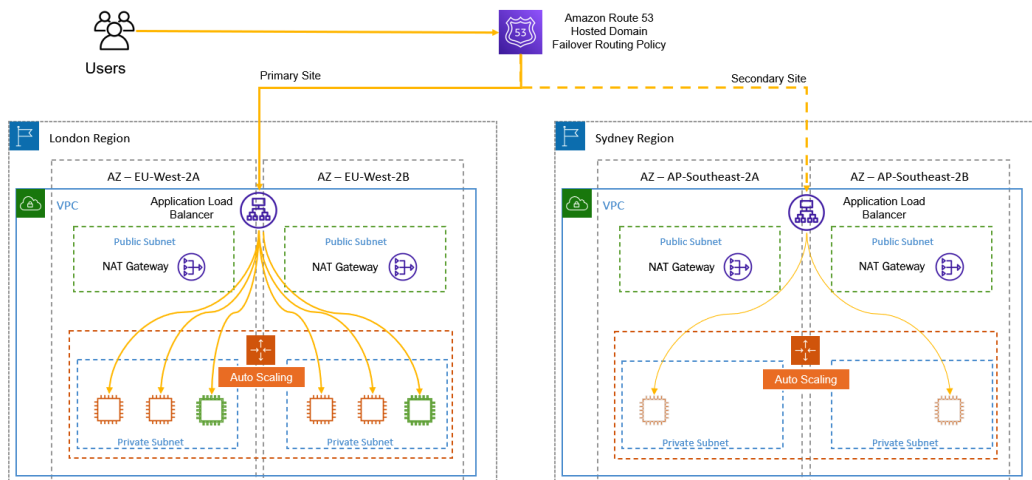 Users
53
Amazon Route 53
Hosted Domain
Failover Routing Policy
Primary Site
Secondary Site
London Region
AZ – EU-West-2A
AZ – EU-West-2B
VPC
Application Load
Balancer
Public Subnet
NAT Gateway
Public Subnet
NAT Gateway
Auto Scaling
Private Subnet
Private Subnet
Sydney Region
AZ – AP-Southeast-2A
AZ – AP-Southeast-2B
VPC
Application Load
Balancer
Public Subnet
NAT Gateway
Public Subnet
NAT Gateway
Auto Scaling
Private Subnet
Private Subnet